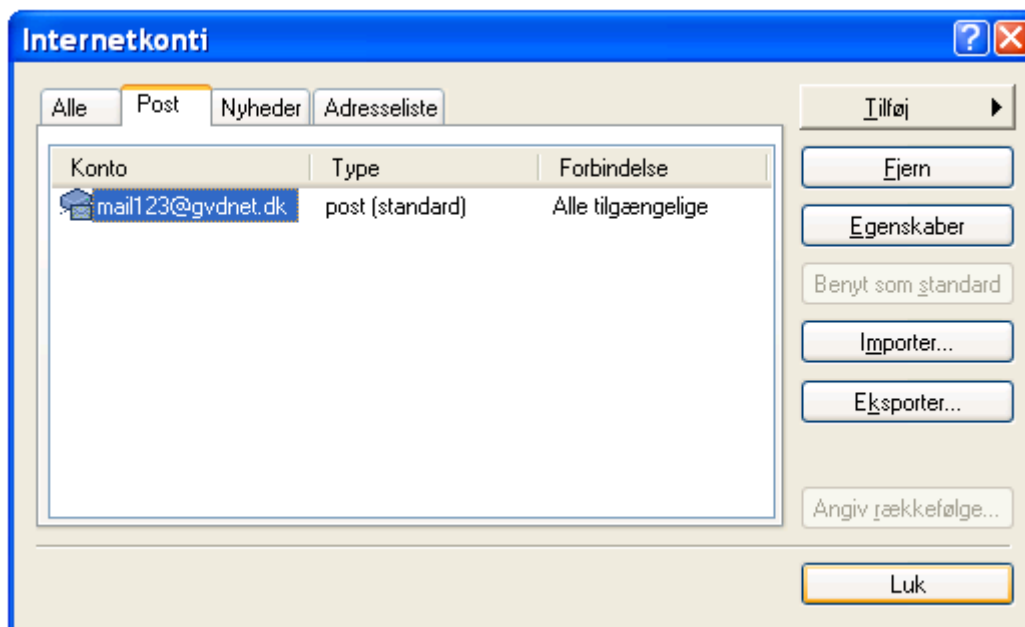 Internetkonti
Alle Post Nyheder Adresseliste
Konto Type Forbindelse
mail123@gvdnet.dk post (standard) Alle tilgængelige
Tilføj
Fjern
Egenskaber
Benyt som standard
Importer...
Eksporter...
Angiv rækkefølge...
Luk